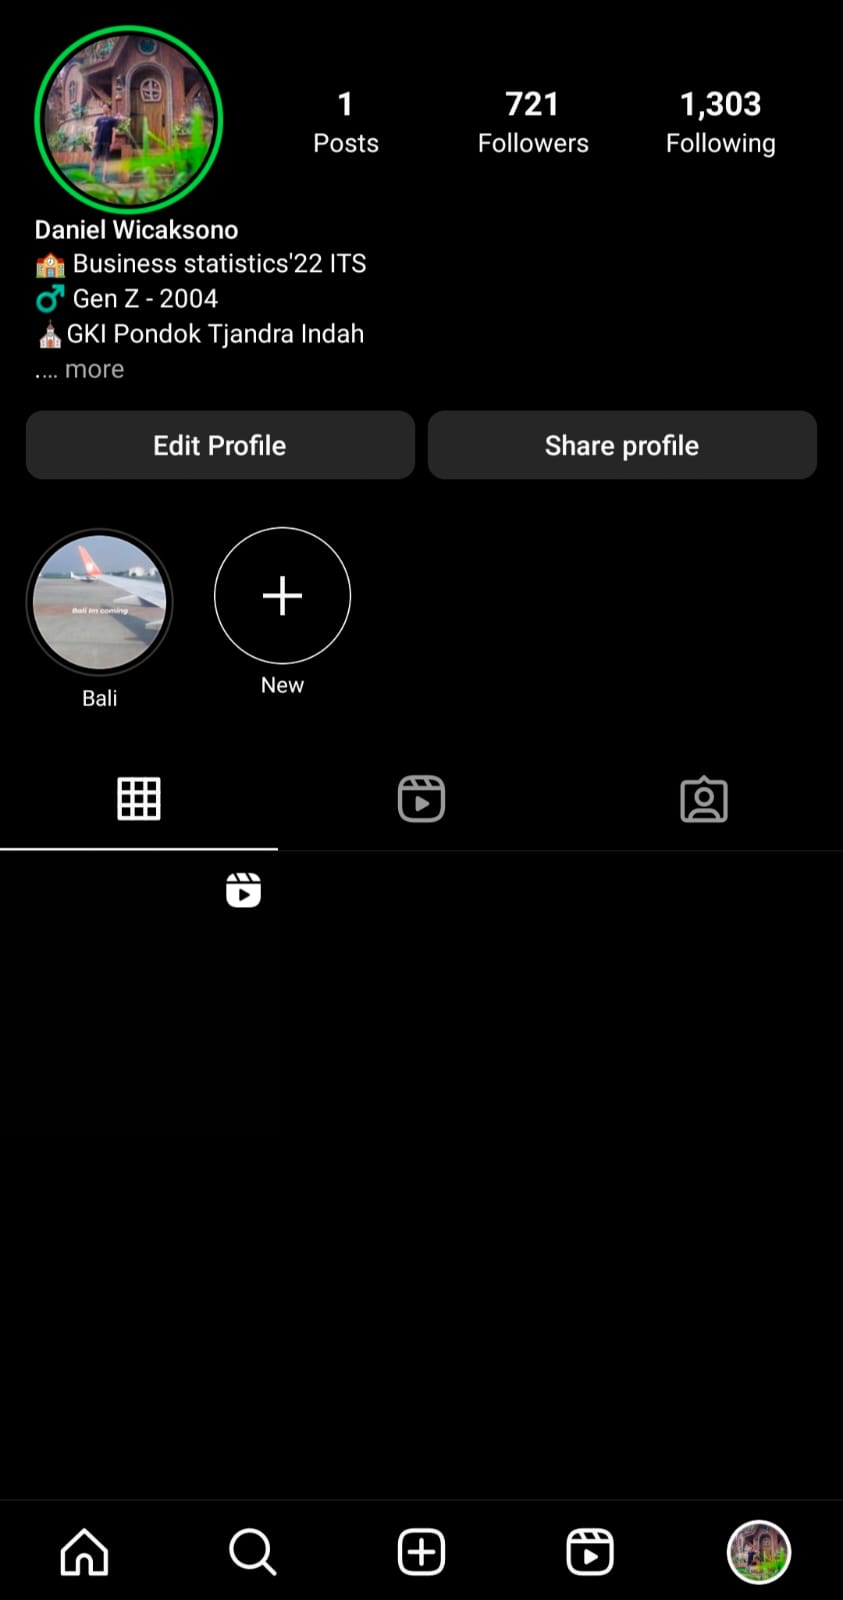 1
Posts
721
Followers
1,303
Following
Daniel Wicaksono
🏫 Business statistics'22 ITS
♂️ Gen Z - 2004
⛪GKI Pondok Tjandra Indah
.... more
Edit Profile
Share profile
Bali im coming
Bali
New